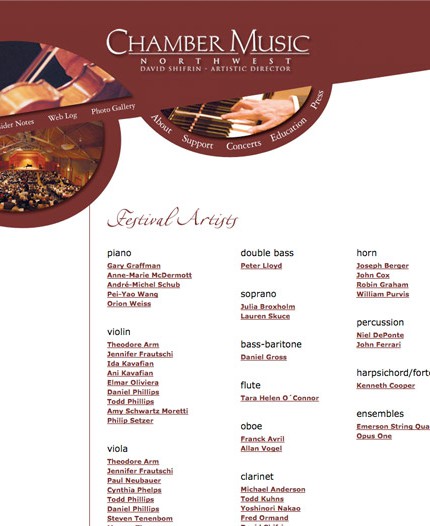 CHAMBER MUSIC
NORTHWEST
DAVID SHIFRIN - ARTISTIC DIRECTOR
Notes
Web Log
Photo Gallery
About
Support
Concerts
Education
Press
Festival Artists
piano
Gary Graffman
Anne-Marie McDermott
André-Michel Schub
Pei-Yao Wang
Orion Weiss
violin
Theodore Arm
Jennifer Frautschi
Ida Kavafian
Ani Kavafian
Elmar Oliviera
Daniel Phillips
Todd Phillips
Amy Schwartz Moretti
Philip Setzer
viola
Theodore Arm
Jennifer Frautschi
Paul Neubauer
Cynthia Phelps
Todd Phillips
Daniel Phillips
Steven Tenenbom
double bass
Peter Lloyd
soprano
Julia Broxholm
Lauren Skuce
bass-baritone
Daniel Gross
flute
Tara Helen O´Connor
oboe
Franck Avril
Allan Vogel
clarinet
Michael Anderson
Todd Kuhns
Yoshinori Nakao
Fred Ormand
horn
Joseph Berger
John Cox
Robin Graham
William Purvis
percussion
Niel DePonte
John Ferrari
harpsichord/forte
Kenneth Cooper
ensembles
Emerson String Qua
Opus One